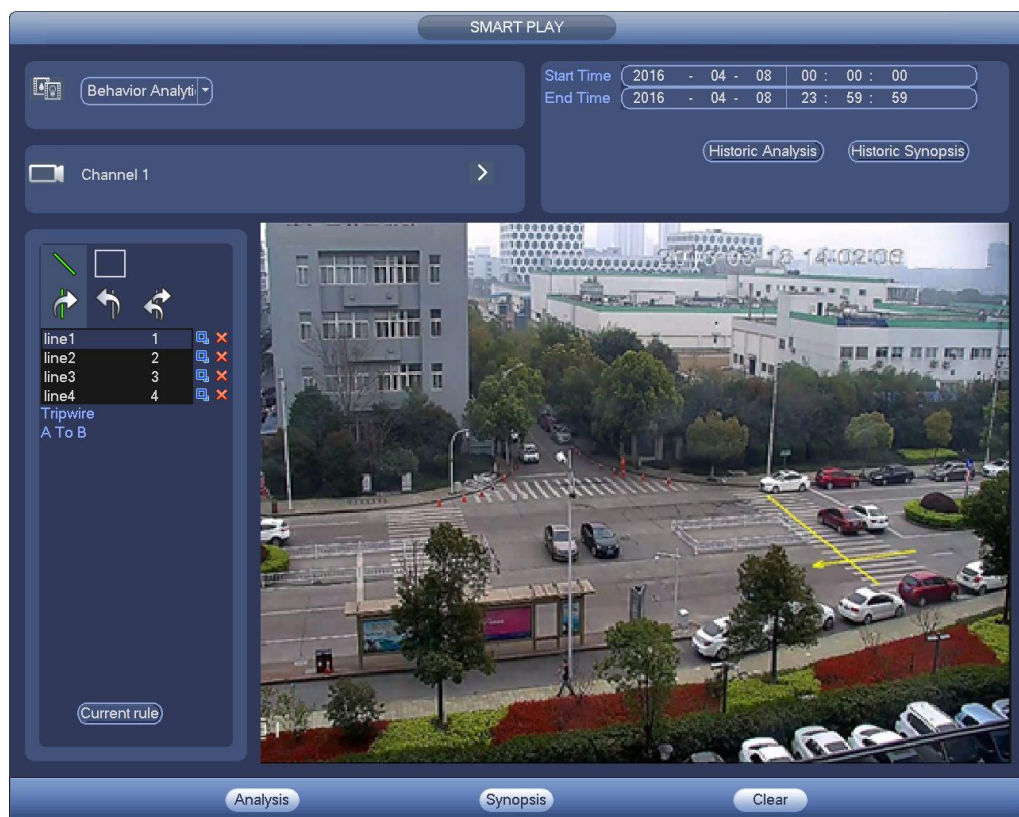 SMART PLAY
Behavior Analyti
Start Time 2016 - 04 - 08 00 : 00 : 00
End Time 2016 - 04 - 08 23 : 59 : 59
Historic Analysis Historic Synopsis
Channel 1
line1 1
line2 2
line3 3
line4 4
Tripwire
A To B
Current rule
Analysis Synopsis Clear